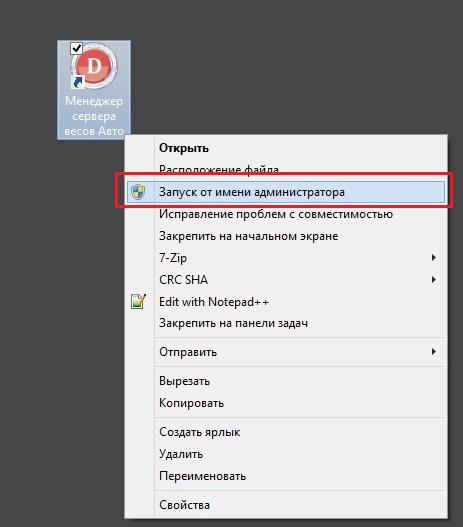 D
Менеджер
сервера
весов Авто
Открыть
Расположение файла
Запуск от имени администратора
Исправление проблем с совместимостью
Закрепить на начальном экране
7-Zip
CRC SHA
Edit with Notepad++
Закрепить на панели задач
Отправить
Вырезать
Копировать
Создать ярлык
Удалить
Переименовать
Свойства